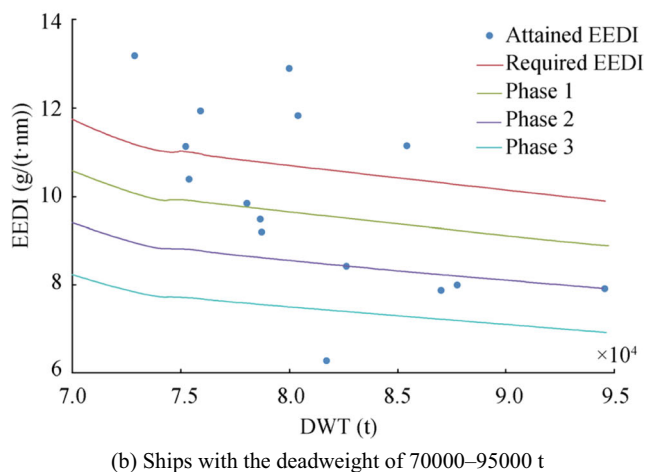 14
12
10
8
6
EEDI (g/(t·nm))
Attained EEDI
Required EEDI
Phase 1
Phase 2
Phase 3
×10⁴
7.0 7.5 8.0 8.5 9.0 9.5
DWT (t)
(b) Ships with the deadweight of 70000–95000 t